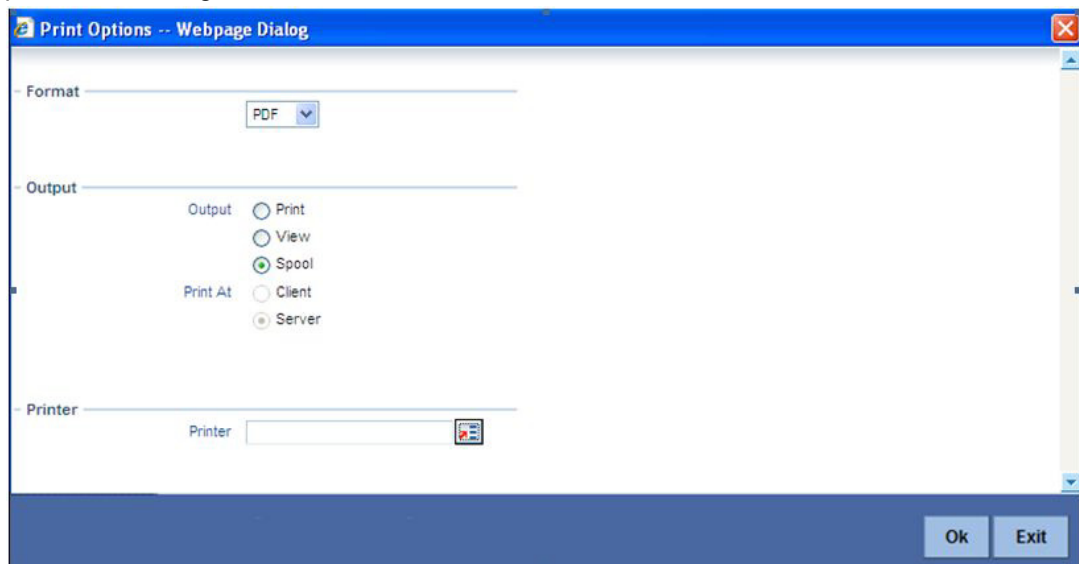 Print Options -- Webpage Dialog
Format
PDF
Output
Output
Print
View
Spool
Print At
Client
Server
Printer
Printer
Ok
Exit